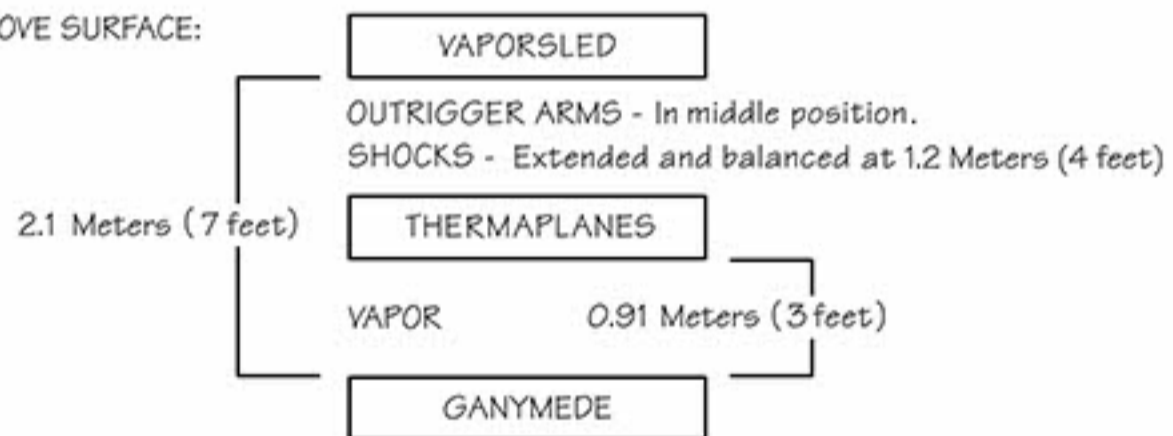 SURFACE:
VAPORSLED
OUTRIGGER ARMS - In middle position.
SHOCKS - Extended and balanced at 1.2 Meters (4 feet)
2.1 Meters (7 feet)
THERMAPLANES
VAPOR
0.91 Meters (3 feet)
GANYMEDE